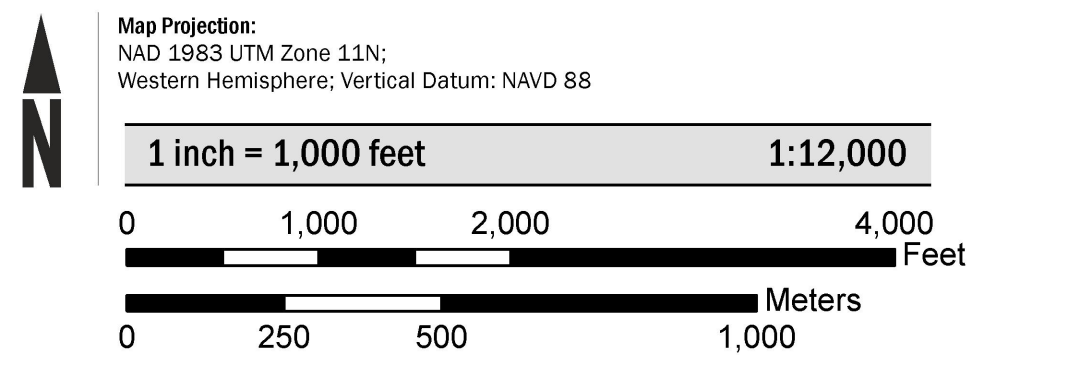 N
Map Projection:
NAD 1983 UTM Zone 11N;
Western Hemisphere; Vertical Datum: NAVD 88
1 inch = 1,000 feet 1:12,000
0 1,000 2,000 4,000
Feet
Meters
0 250 500 1,000